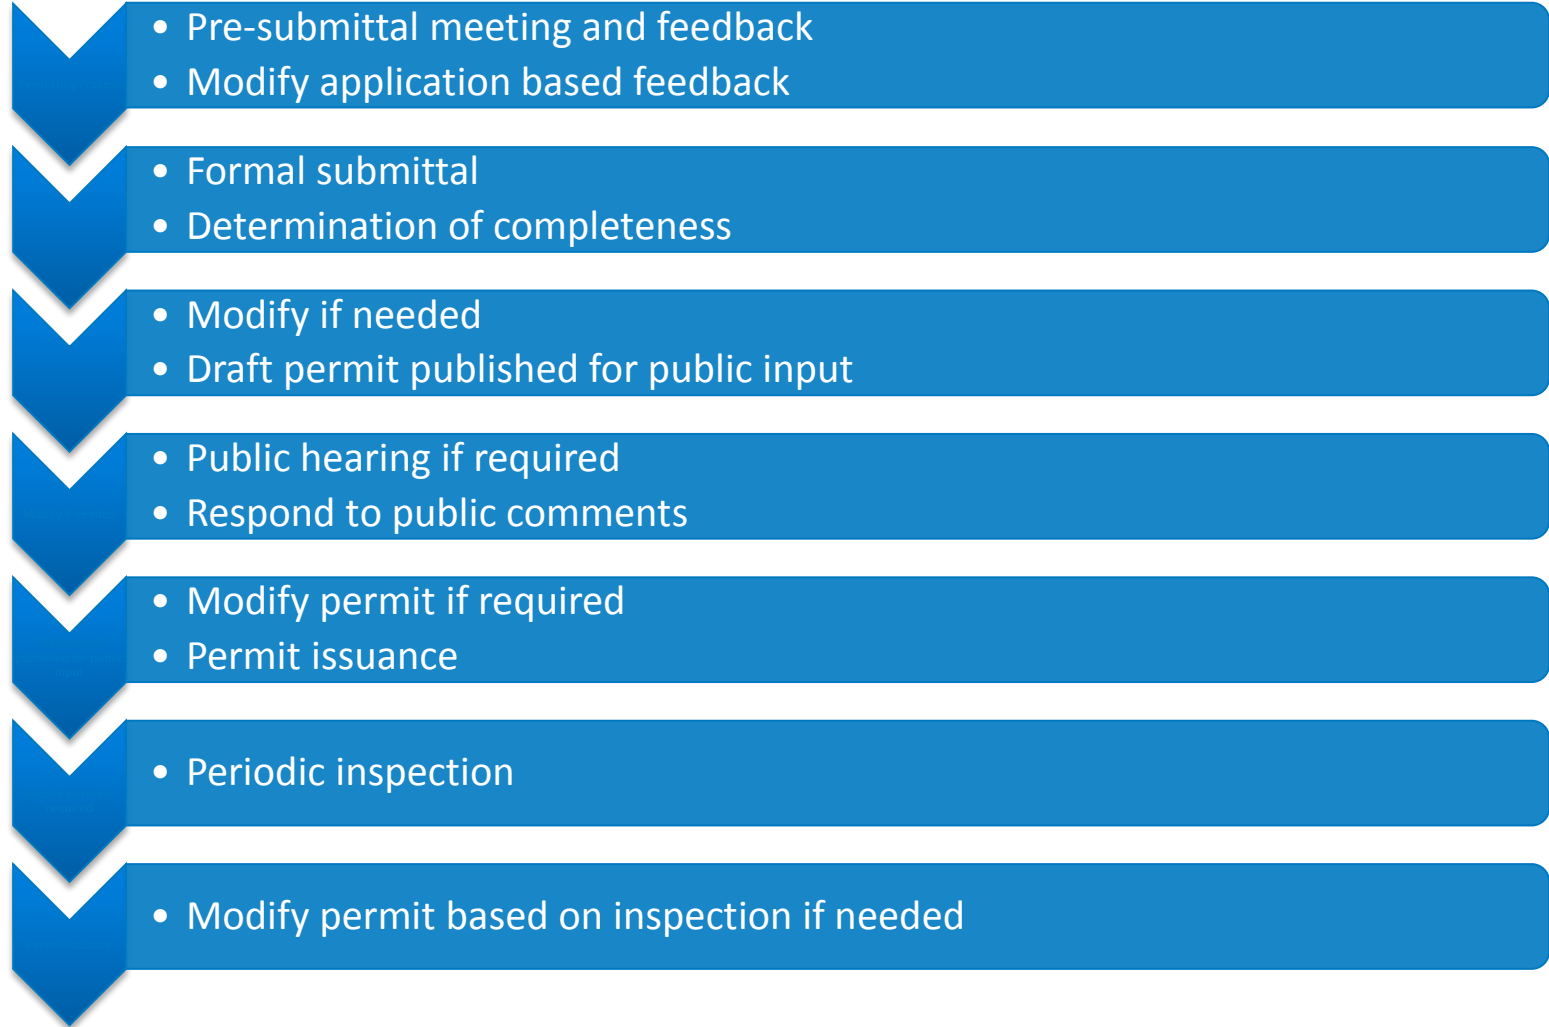 • Pre-submittal meeting and feedback
• Modify application based feedback
• Formal submittal
• Determination of completeness
• Modify if needed
• Draft permit published for public input
• Public hearing if required
• Respond to public comments
• Modify permit if required
• Permit issuance
• Periodic inspection
• Modify permit based on inspection if needed